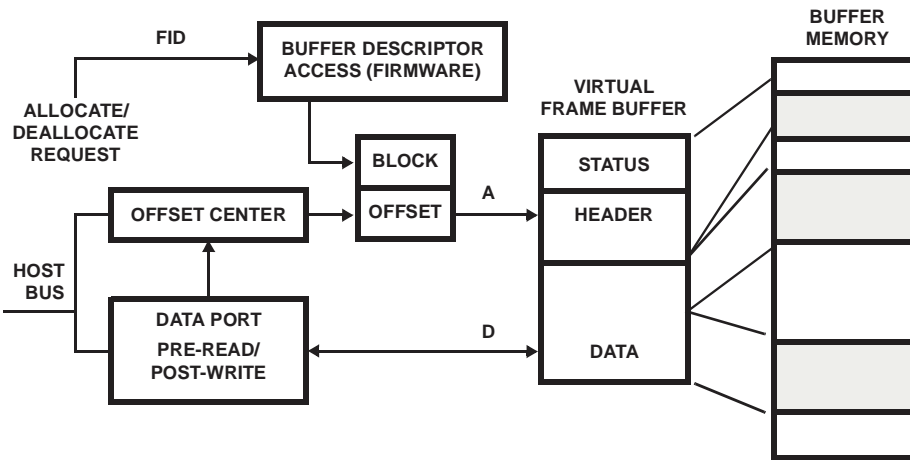 BUFFER
MEMORY
FID
BUFFER DESCRIPTOR
ACCESS (FIRMWARE)
VIRTUAL
FRAME BUFFER
ALLOCATE/
DEALLOCATE
REQUEST
BLOCK
STATUS
OFFSET CENTER
OFFSET
A
HEADER
HOST
BUS
DATA PORT
PRE-READ/
POST-WRITE
D
DATA